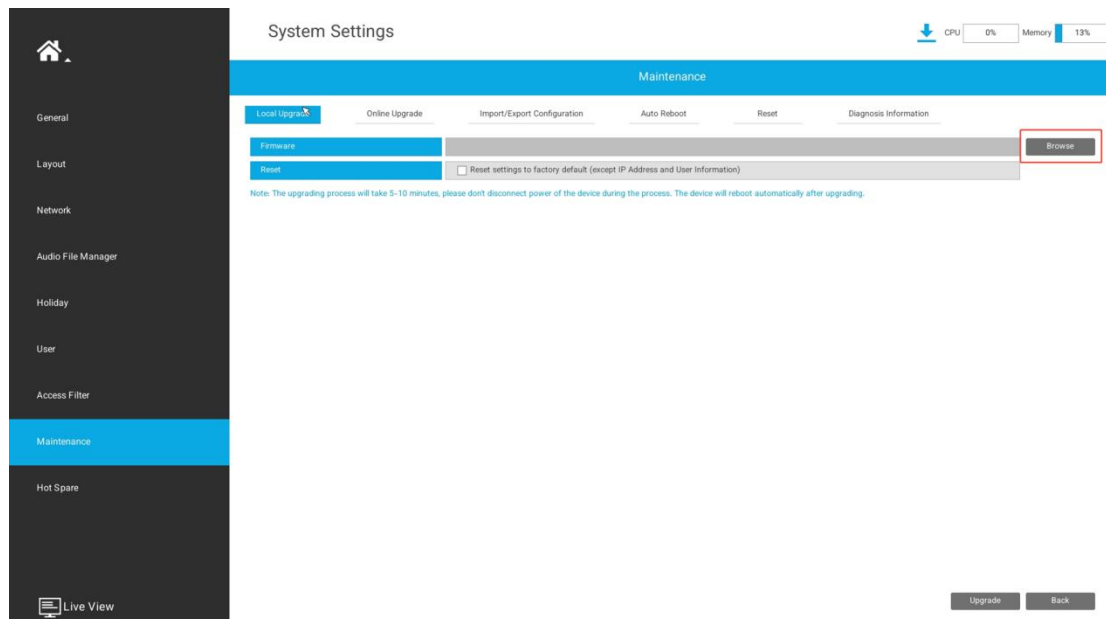 System Settings
CPU 0% Memory 13%
Maintenance
General
Layout
Network
Audio File Manager
Holiday
User
Access Filter
Maintenance
Hot Spare
Live View
Local Upgrade Online Upgrade Import/Export Configuration Auto Reboot Reset Diagnosis Information
Firmware Browse
Reset Reset settings to factory default (except IP Address and User Information)
Note: The upgrading process will take 5-10 minutes, please don't disconnect power of the device during the process. The device will reboot automatically after upgrading.
Upgrade Back